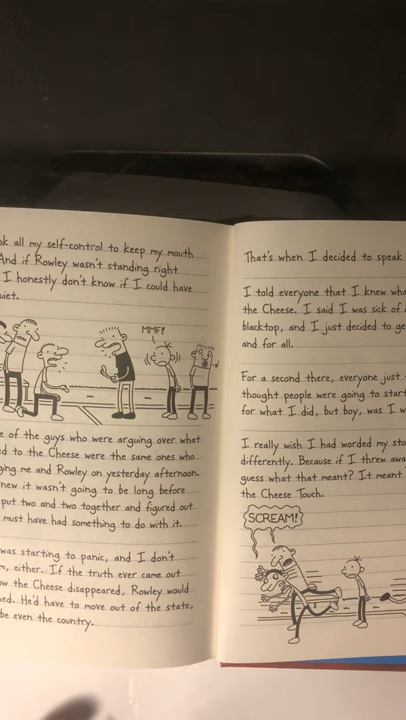 ok all my self-control to keep my mouth
And if Rowley wasn't standing right
I honestly don't know if I could have
uiet.
MMF!
e of the guys who were arguing over what
ed to the Cheese were the same ones who
ging me and Rowley on yesterday afternoon.
new it wasn't going to be long before
put two and two together and figured out
must have had something to do with it.
was starting to panic, and I don't
m, either. If the truth ever came out
ow the Cheese disappeared, Rowley would
ned. He'd have to move out of the state,
be even the country.
That's when I decided to speak
I told everyone that I knew wha
the Cheese. I said I was sick of
blacktop, and I just decided to ge
and for all.
For a second there, everyone just
thought people were going to start
for what I did, but boy, was I w
I really wish I had worded my sto
differently. Because if I threw awa
guess what that meant? It meant
the Cheese Touch.
SCREAM!